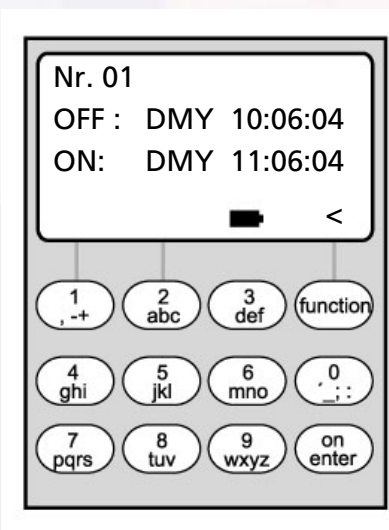 Nr. 01
OFF : DMY 10:06:04
ON: DMY 11:06:04
<
1 2 3 function
, -+ abc def
4 5 6 0
ghi jkl mno ´_; :
7 8 9 on
pqrs tuv wxyz enter